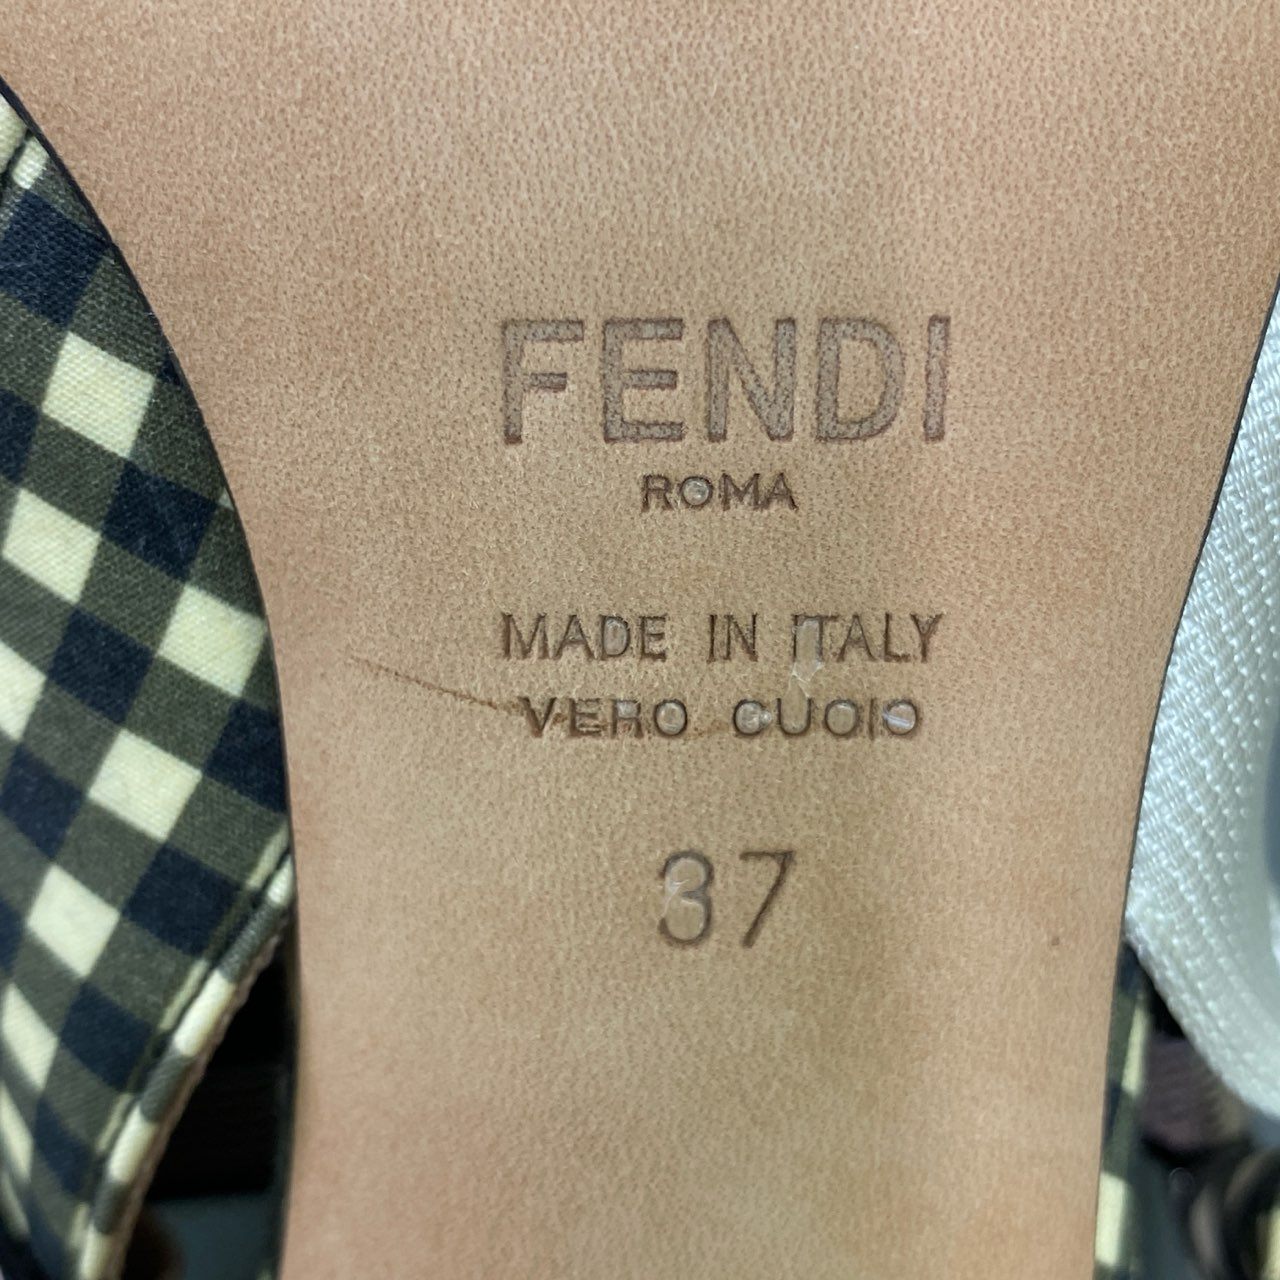 FENDI
ROMA
MADE IN ITALY
VERO CUOIO
37